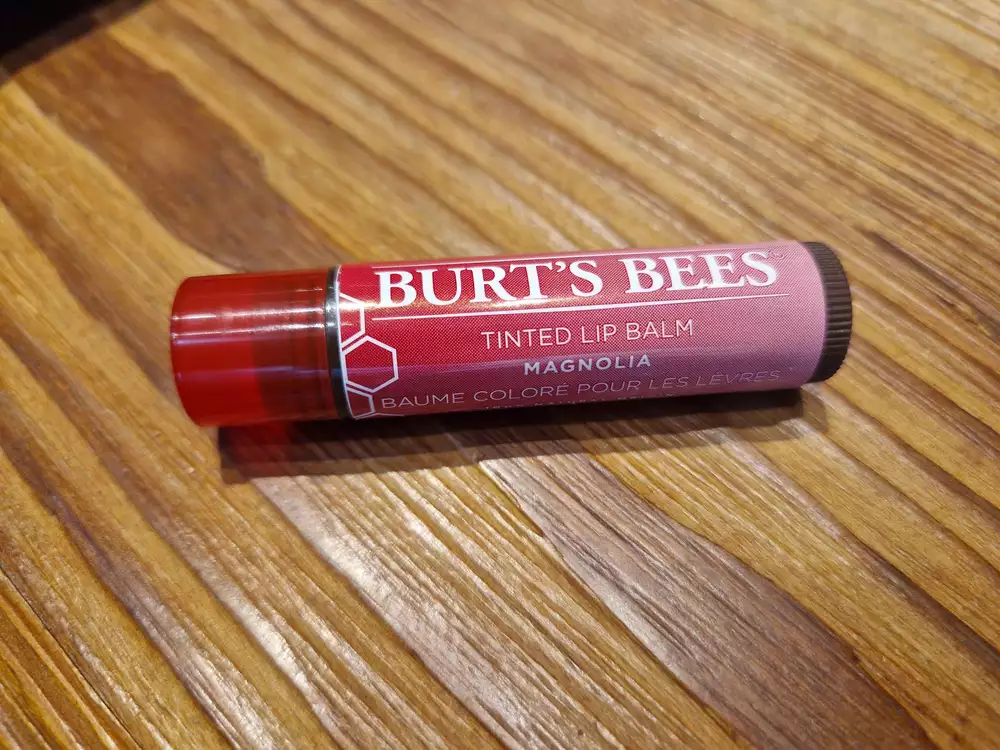 BURT'S BEES
TINTED LIP BALM
MAGNOLIA
BAUME COLORÉ POUR LES LÈVRES